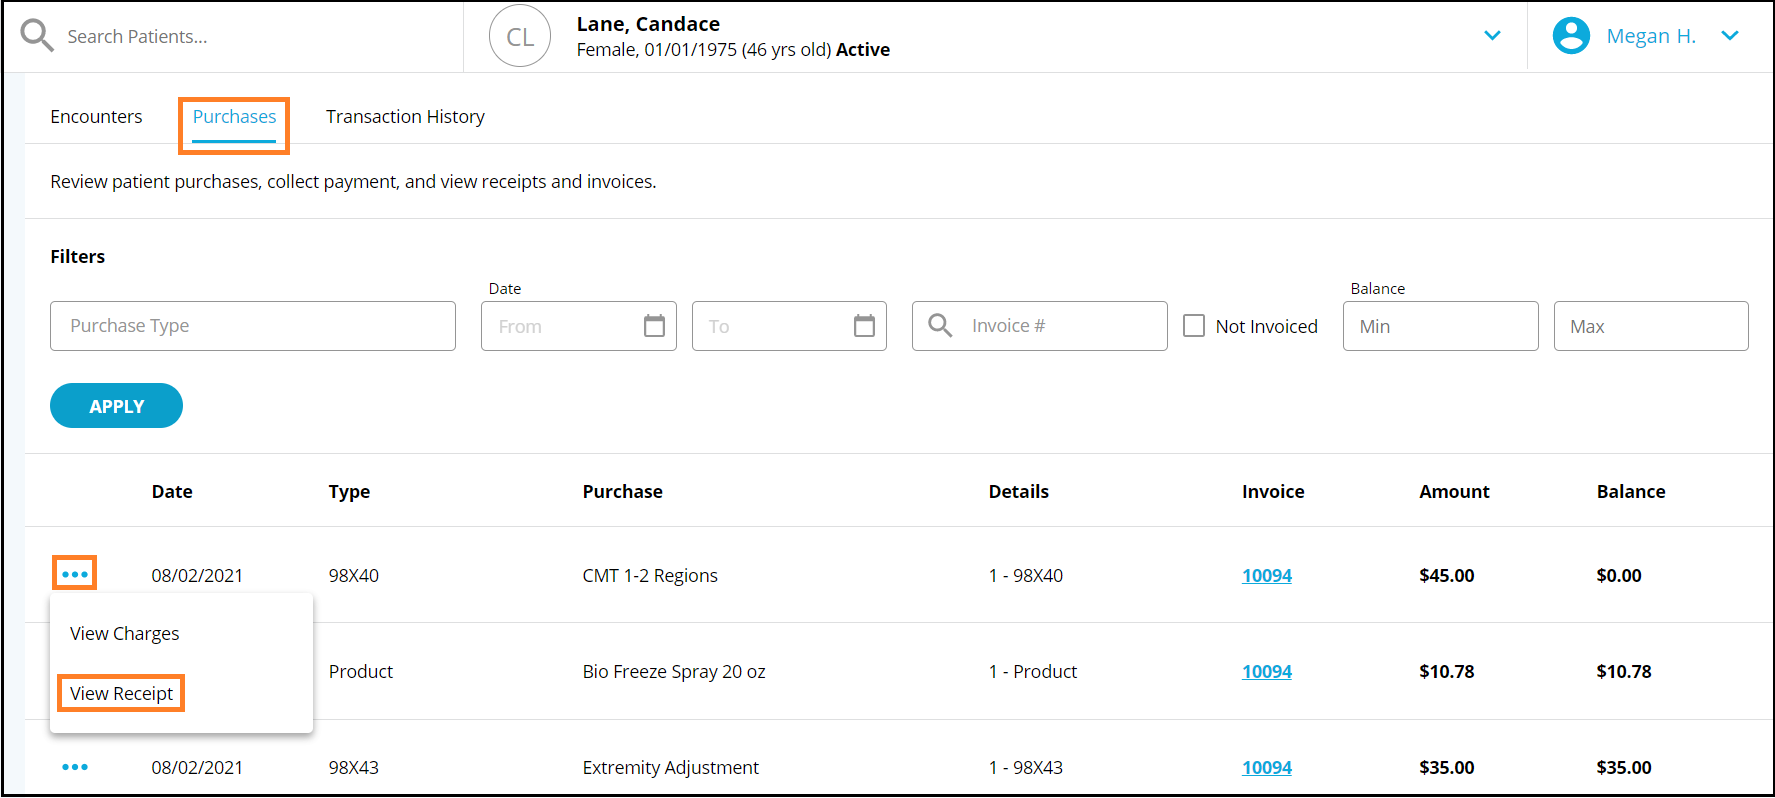 Search Patients...
CL
Lane, Candace
Female, 01/01/1975 (46 yrs old) Active
Megan H.
Encounters Purchases Transaction History
Review patient purchases, collect payment, and view receipts and invoices.
Filters
Date Balance
Purchase Type From To Invoice # Not Invoiced Min Max
APPLY
Date Type Purchase Details Invoice Amount Balance
08/02/2021 98X40 CMT 1-2 Regions 1 - 98X40 10094 $45.00 $0.00
View Charges
Product Bio Freeze Spray 20 oz 1 - Product 10094 $10.78 $10.78
View Receipt
08/02/2021 98X43 Extremity Adjustment 1 - 98X43 10094 $35.00 $35.00